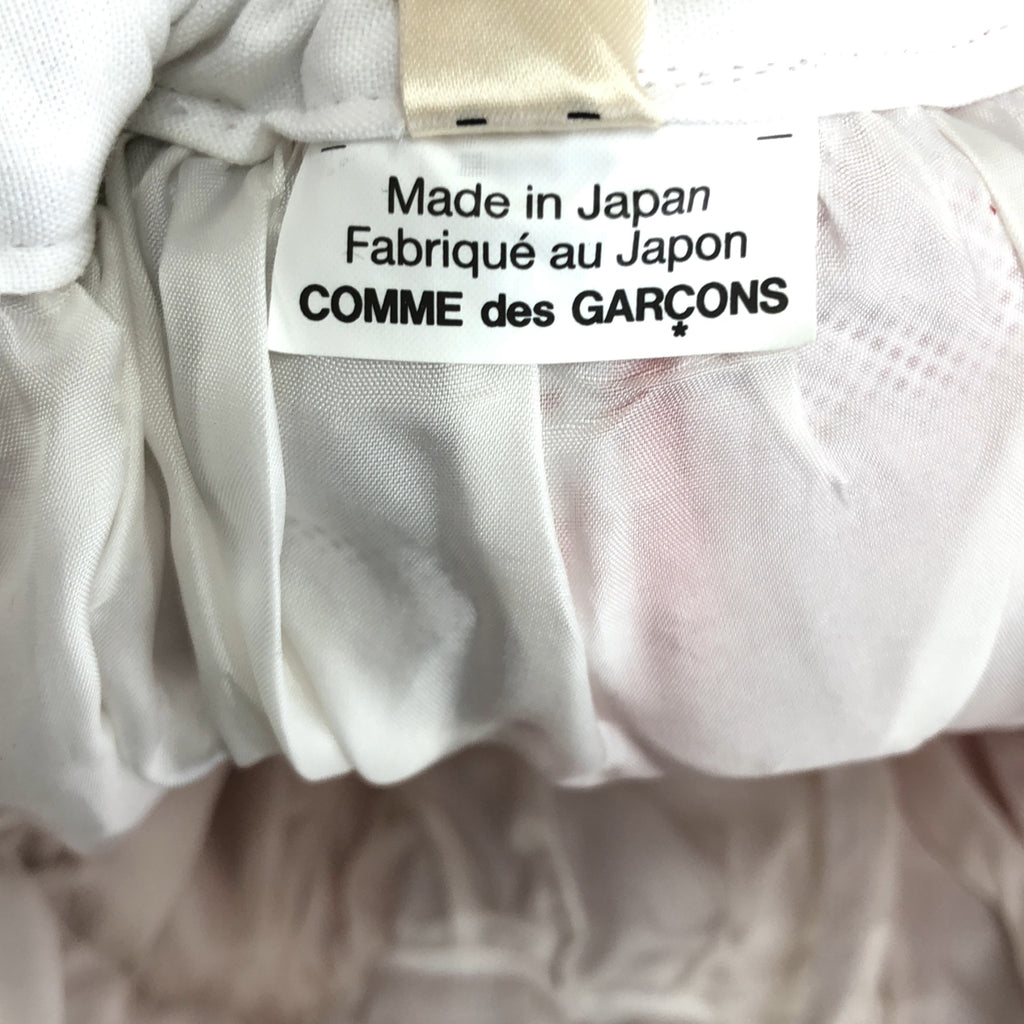 Made in Japan
Fabriqué au Japon
COMME des GARÇONS
*